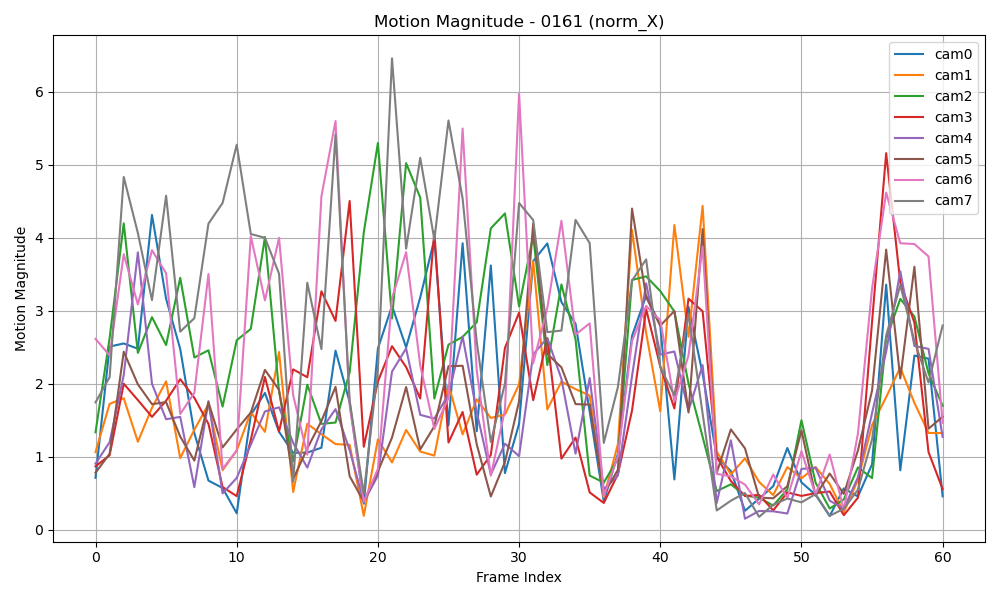 Motion Magnitude - 0161 (norm_X)
Motion Magnitude
6
5
4
3
2
1
0
0
10
20
30
40
50
60
Frame Index
cam0
cam1
cam2
cam3
cam4
cam5
cam6
cam7